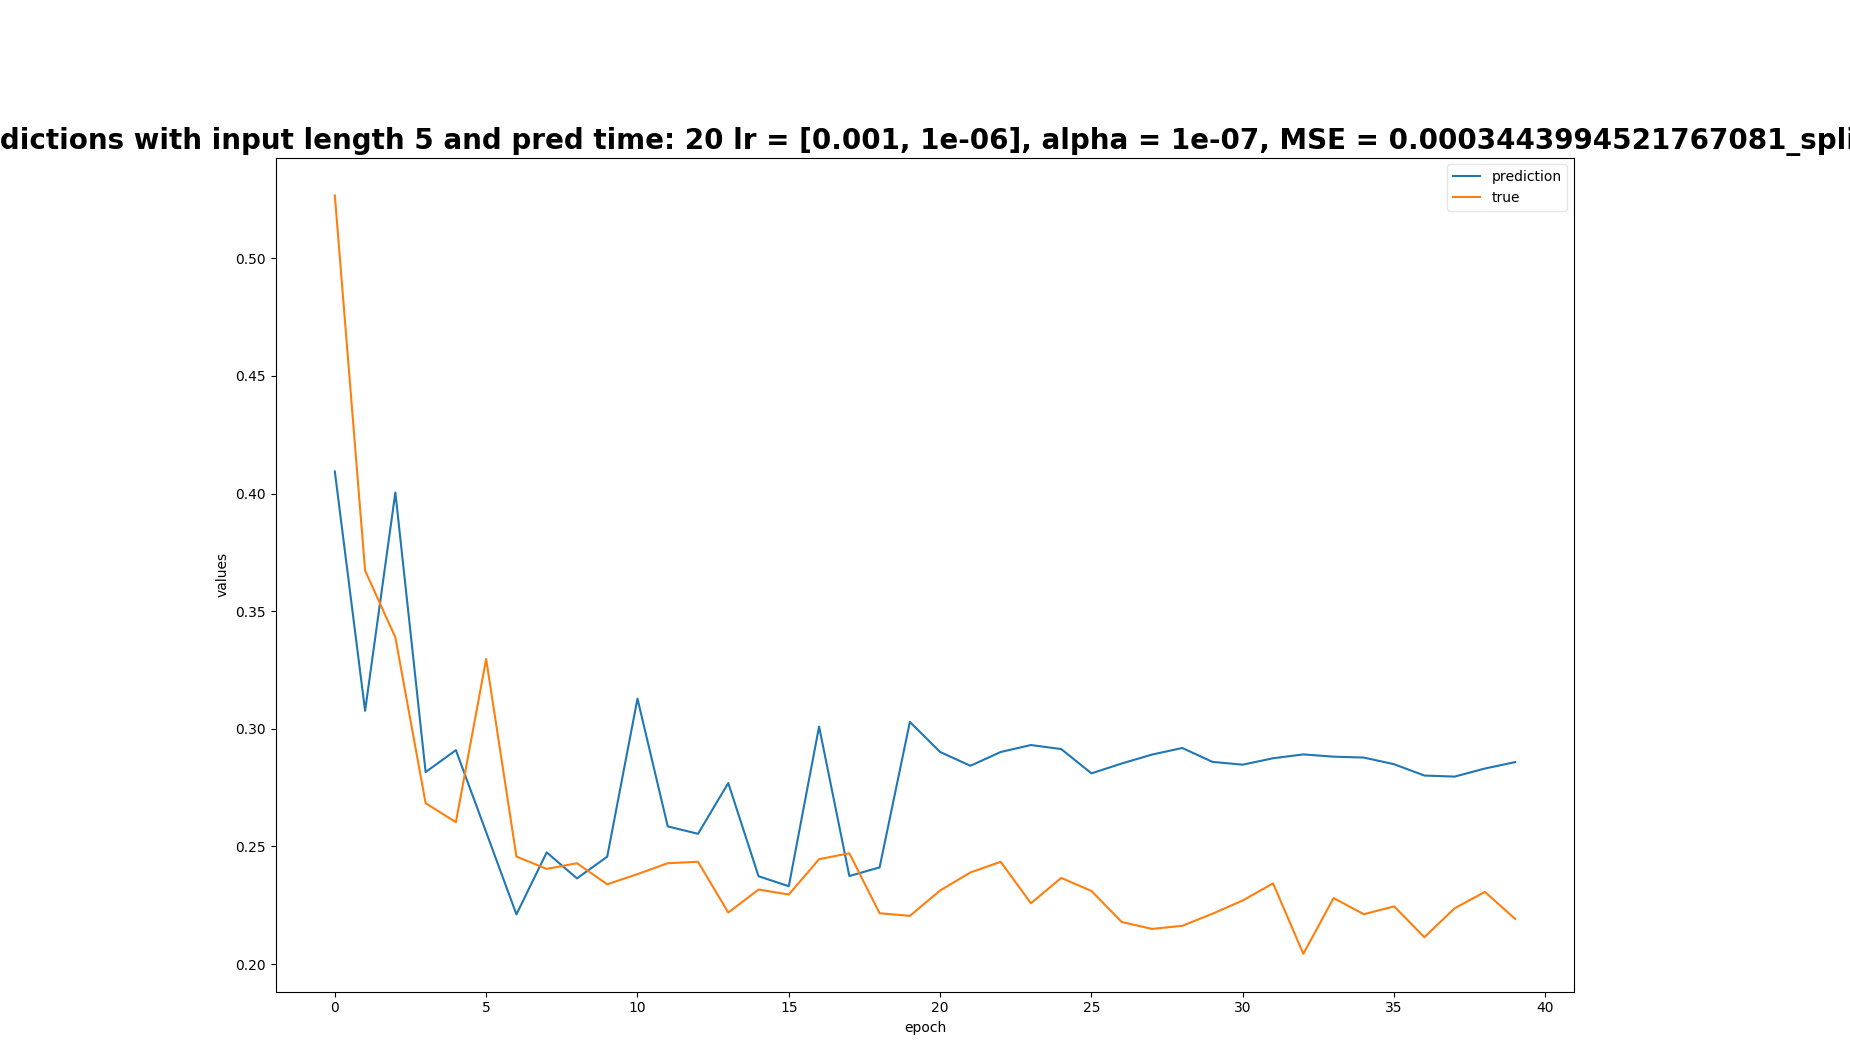 dictions with input length 5 and pred time: 20 lr = [0.001, 1e-06], alpha = 1e-07, MSE = 0.0003443994521767081_spli
prediction
true
values
0.50
0.45
0.40
0.35
0.30
0.25
0.20
0 5 10 15 20 25 30 35 40
epoch